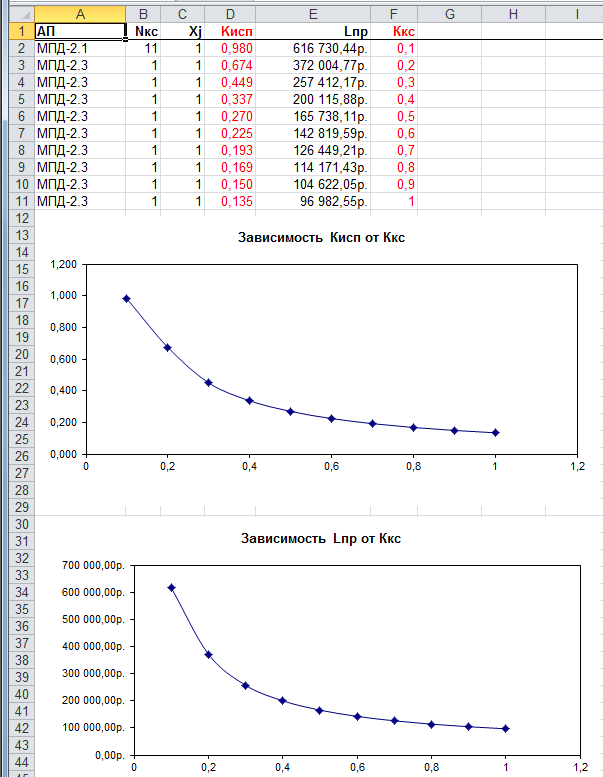 A B C D E F G H I
1 АП Nкс Xj Кисп Lпр Ккс
2 МПД-2.1 11 1 0,980 616 730,44р. 0,1
3 МПД-2.3 1 1 0,674 372 004,77р. 0,2
4 МПД-2.3 1 1 0,449 257 412,17р. 0,3
5 МПД-2.3 1 1 0,337 200 115,88р. 0,4
6 МПД-2.3 1 1 0,270 165 738,11р. 0,5
7 МПД-2.3 1 1 0,225 142 819,59р. 0,6
8 МПД-2.3 1 1 0,193 126 449,21р. 0,7
9 МПД-2.3 1 1 0,169 114 171,43р. 0,8
10 МПД-2.3 1 1 0,150 104 622,05р. 0,9
11 МПД-2.3 1 1 0,135 96 982,55р. 1
12
13
14
15
16
17
18
19
20
21
22
23
24
25
26
27
28
29
30
31
32
33
34
35
36
37
38
39
40
41
42
43
44
Зависимость Кисп от Ккс
1,200
1,000
0,800
0,600
0,400
0,200
0,000
0 0,2 0,4 0,6 0,8 1 1,2
Зависимость Lпр от Ккс
700 000,00р.
600 000,00р.
500 000,00р.
400 000,00р.
300 000,00р.
200 000,00р.
100 000,00р.
0,00р.
0 0,2 0,4 0,6 0,8 1 1,2